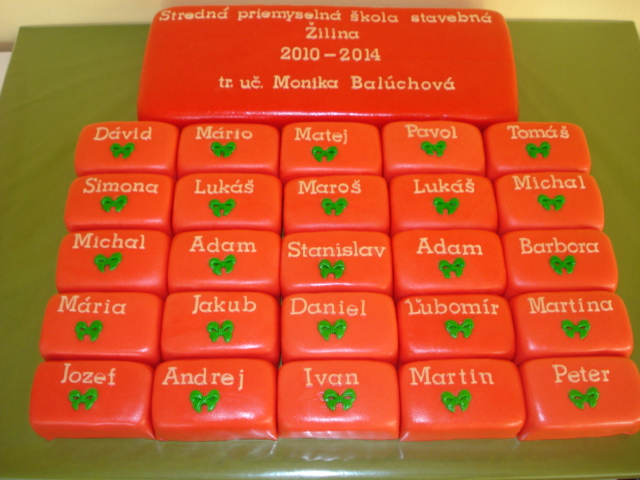 Stredná priemyselná škola stavebná
Žilina
2010-2014
tr. uč. Monika Balúchová
Dávid Mário Matej Pavol Tomáš
Simona Lukáš Maroš Lukáš Michal
Michal Adam Stanislav Adam Barbora
Mária Jakub Daniel Ľubomír Martina
Jozef Andrej Ivan Martin Peter